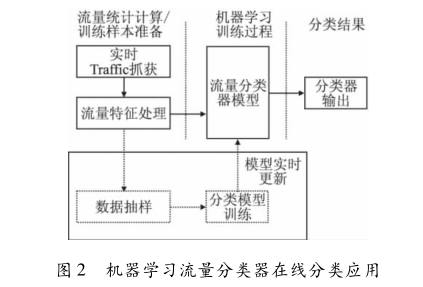 流量统计计算/
训练样本准备
机器学习
训练过程
分类结果
实时
Traffic抓获
流量特征处理
流量分类
器模型
分类器
输出
模型实时
更新
数据抽样
分类模型
训练
图2 机器学习流量分类器在线分类应用